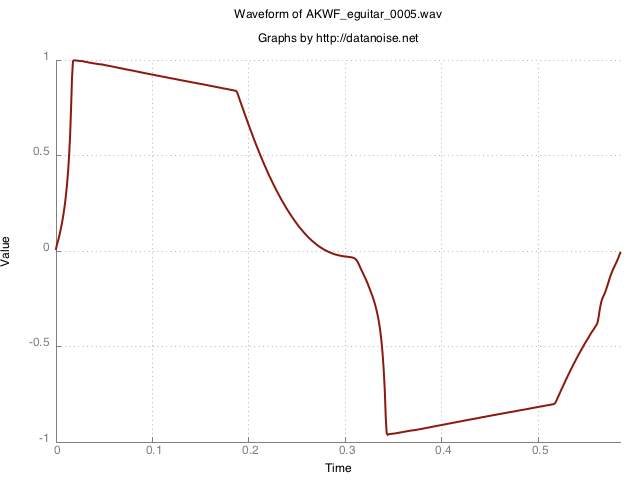 Waveform of AKWF_eguitar_0005.wav
Graphs by http://datanoise.net
1
0.5
0
-0.5
-1
Value
0 0.1 0.2 0.3 0.4 0.5
Time